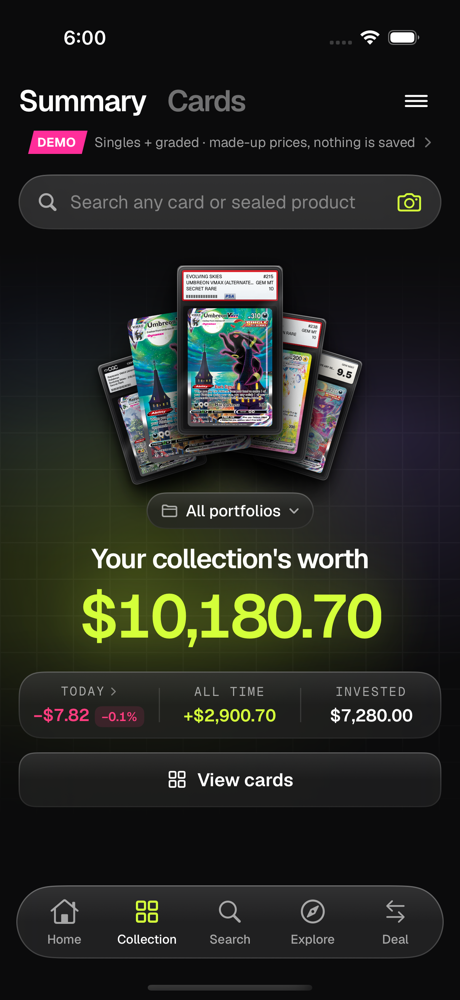 6:00
Summary Cards
DEMO Singles + graded · made-up prices, nothing is saved
Search any card or sealed product
EVOLVING SKIES #215
UMBREON VMAX (ALTERNATE... GEM MT
SECRET RARE 10
PSA
Umbreon VMAX 310
9.5
All portfolios
Your collection's worth
$10,180.70
TODAY ALL TIME INVESTED
−$7.82 −0.1% +$2,900.70 $7,280.00
View cards
Home Collection Search Explore Deal